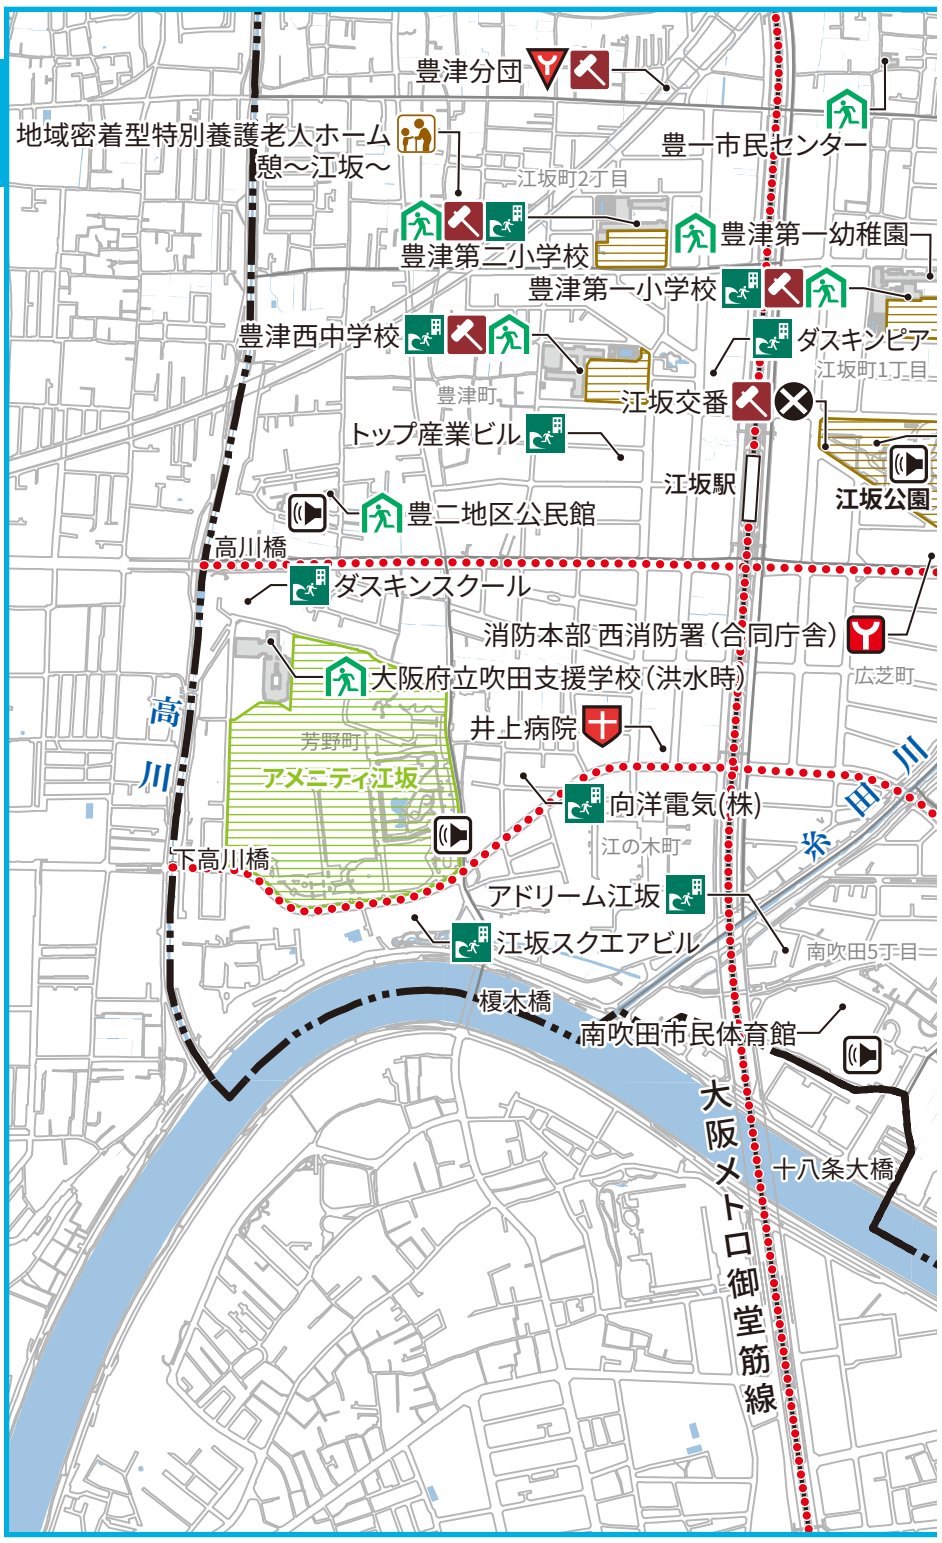 豊津分団
地域密着型特別養護老人ホーム
憩～江坂～
豊一市民センター
江坂町2丁目
豊津第二小学校
豊津第一幼稚園
豊津第一小学校
豊津西中学校
ダスキンピア
江坂町1丁目
豊津町
江坂交番
トップ産業ビル
江坂駅
江坂公園
豊二地区公民館
高川橋
ダスキンスクール
消防本部 西消防署(合同庁舎)
大阪府立吹田支援学校(洪水時)
広芝町
高川
芳野町
井上病院
アメニティ江坂
糸田川
向洋電気(株)
江の木町
下高川橋
アドリーム江坂
江坂スクエアビル
南吹田5丁目
榎木橋
南吹田市民体育館
大阪メトロ御堂筋線
十八条大橋